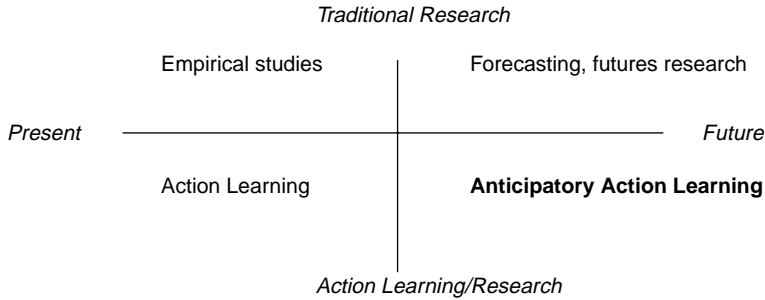 Traditional Research
Empirical studies
Forecasting, futures research
Present
Future
Action Learning
Anticipatory Action Learning
Action Learning/Research